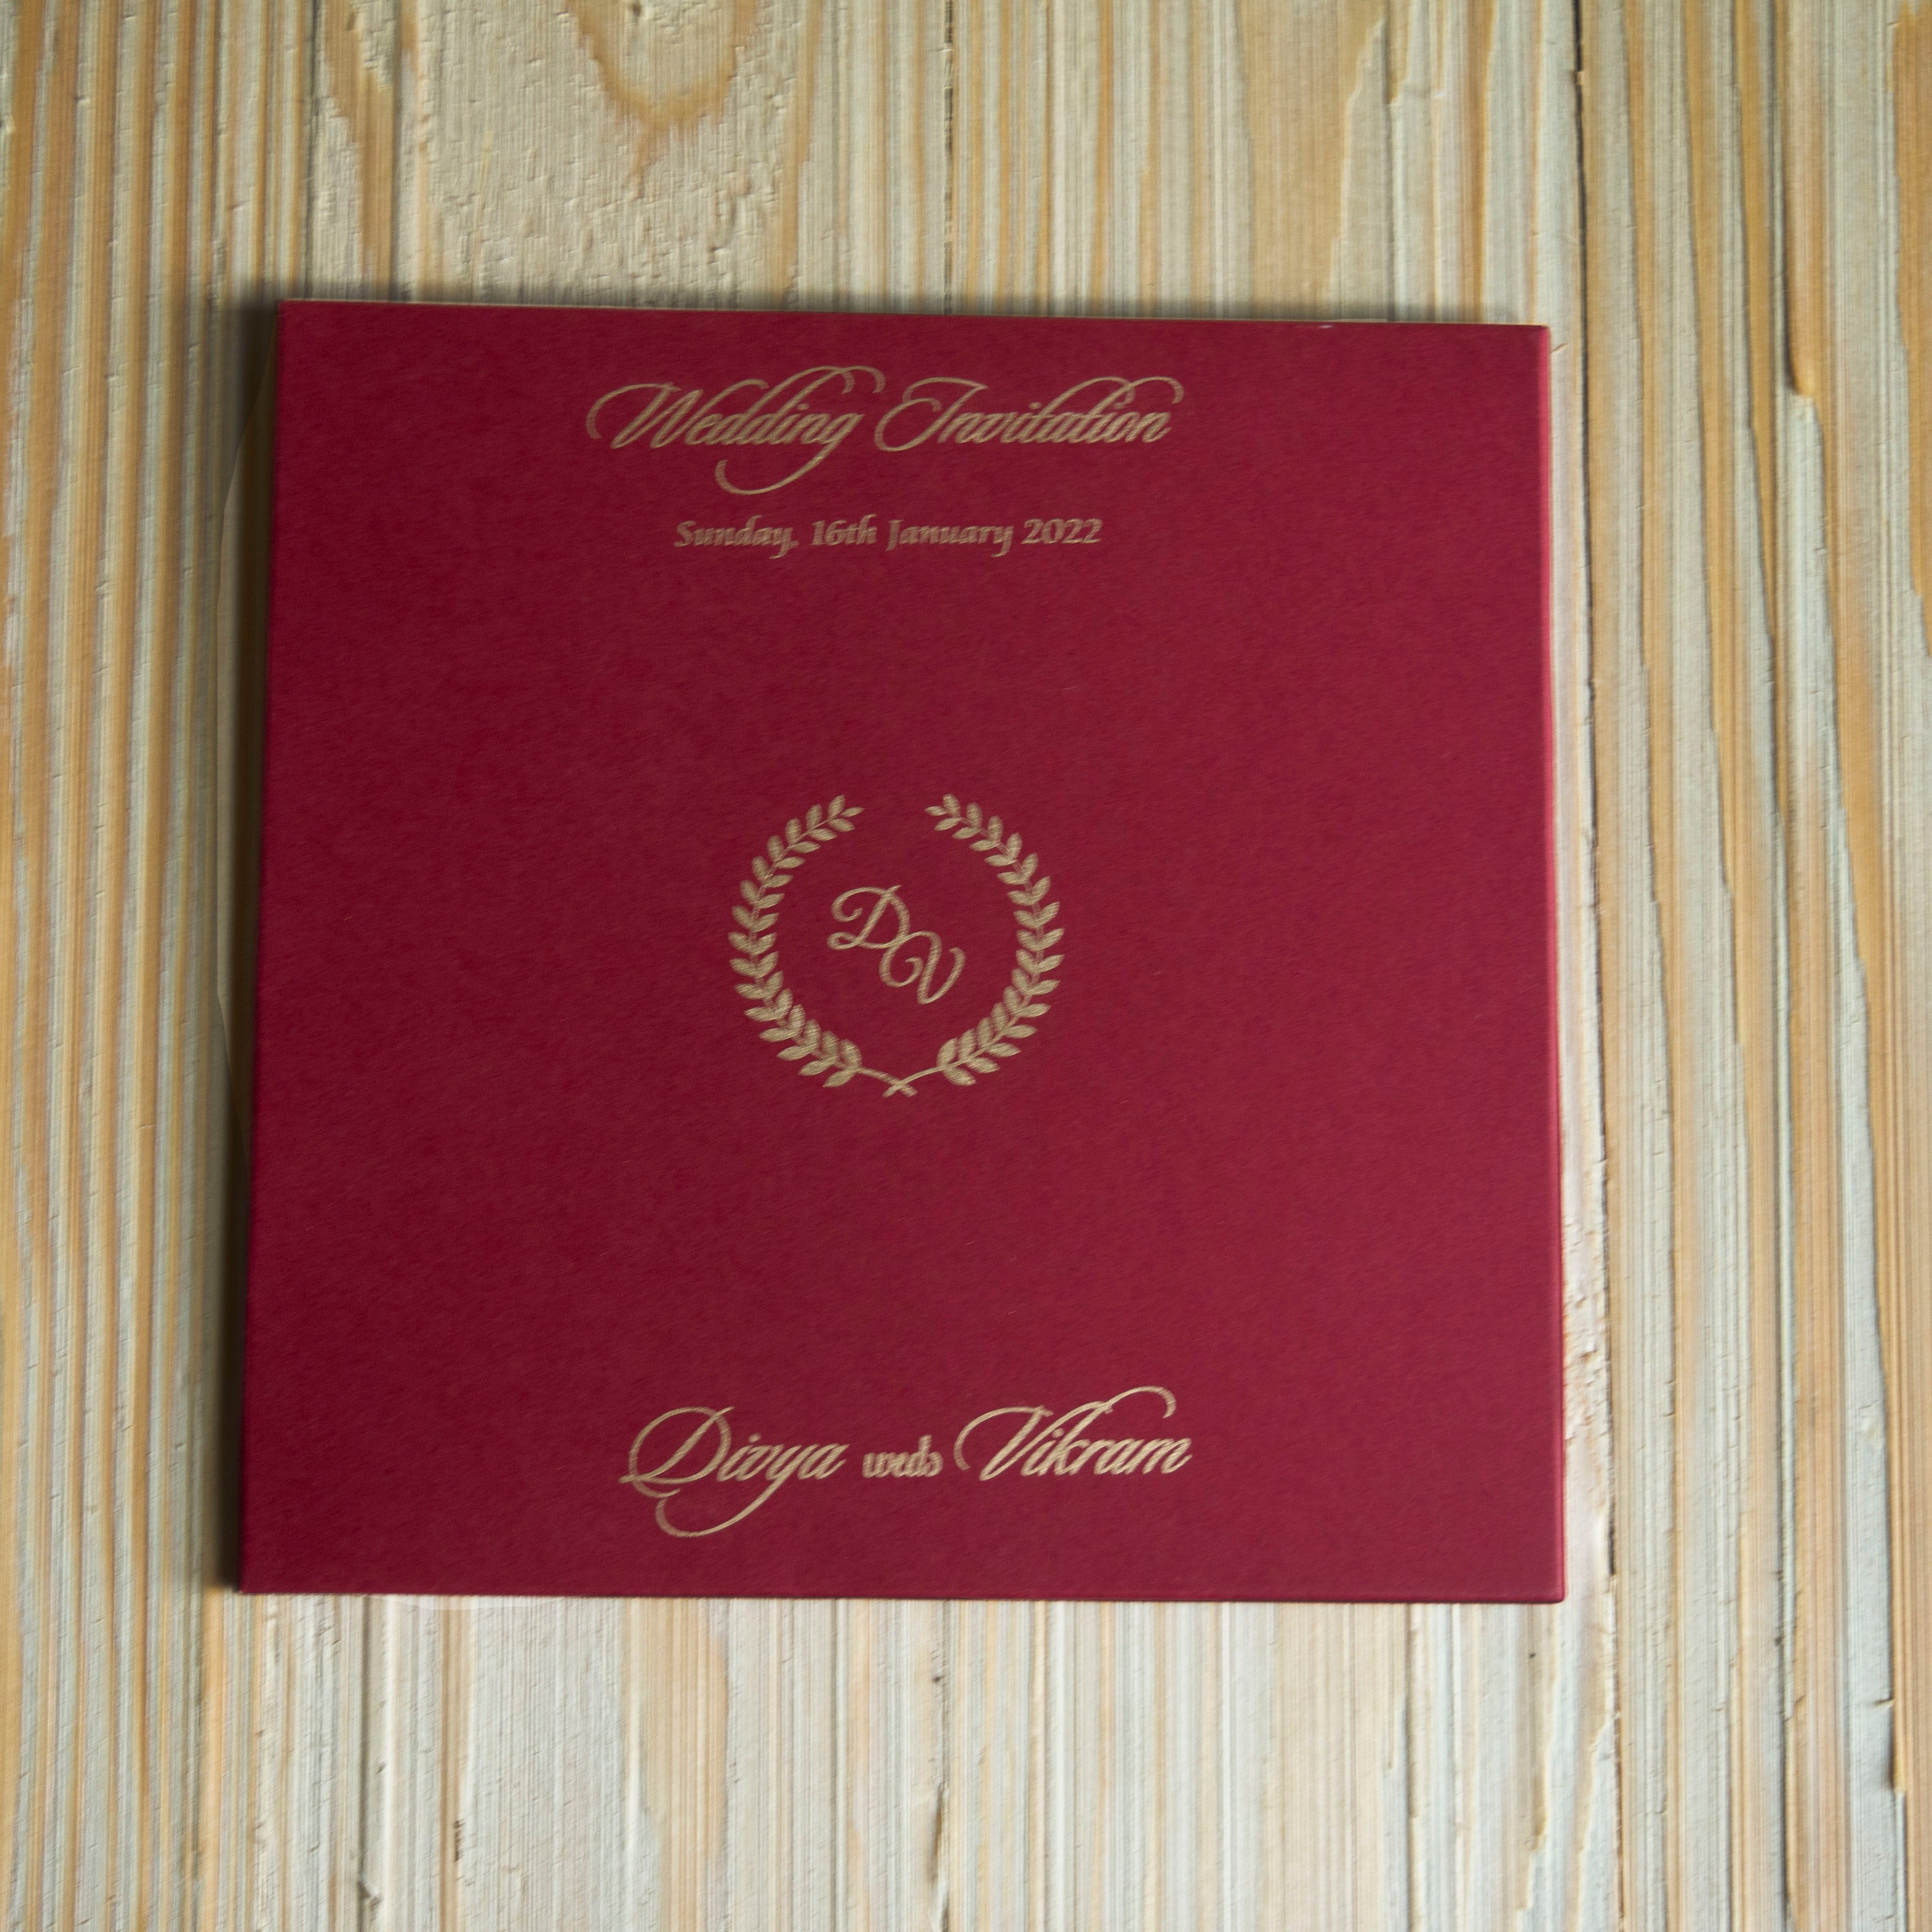 Wedding Invitation
Sunday, 16th January 2022
DV
Divya weds Vikram